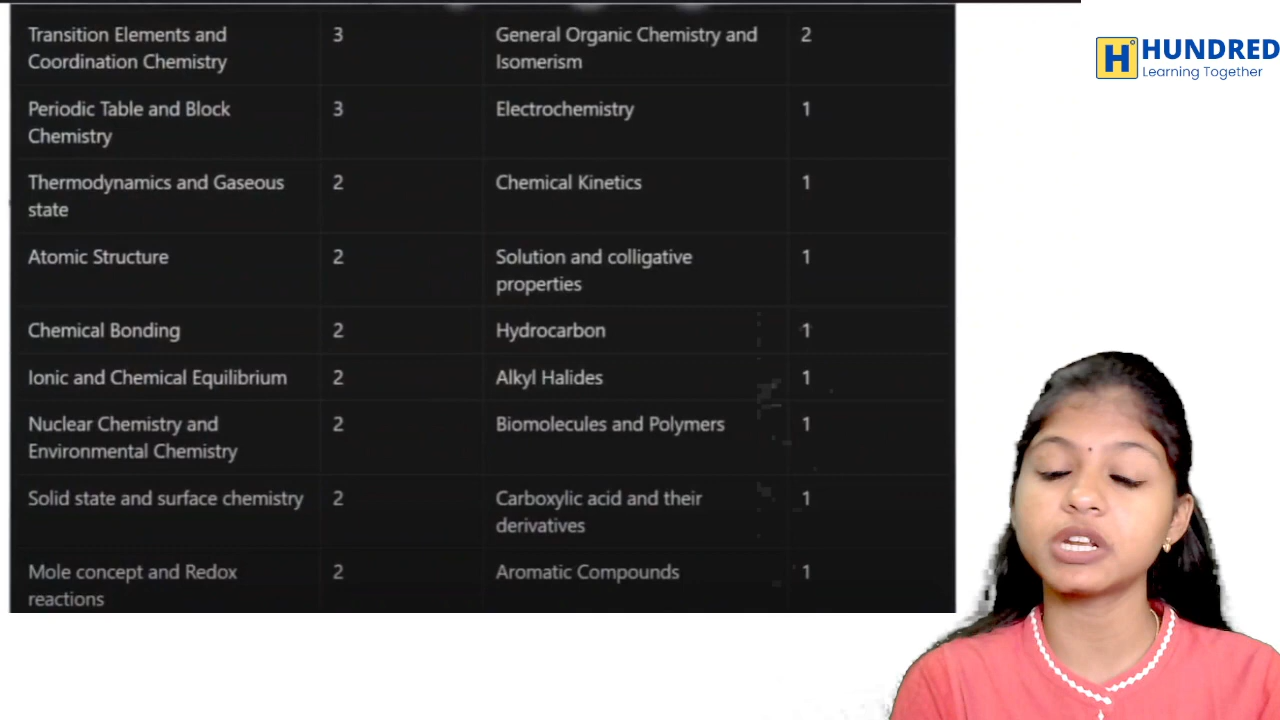 Transition Elements and 3 General Organic Chemistry and 2
Coordination Chemistry Isomerism
Periodic Table and Block 3 Electrochemistry 1
Chemistry
Thermodynamics and Gaseous 2 Chemical Kinetics 1
state
Atomic Structure 2 Solution and colligative 1
properties
Chemical Bonding 2 Hydrocarbon 1
Ionic and Chemical Equilibrium 2 Alkyl Halides 1
Nuclear Chemistry and 2 Biomolecules and Polymers 1
Environmental Chemistry
Solid state and surface chemistry 2 Carboxylic acid and their 1
derivatives
Mole concept and Redox 2 Aromatic Compounds 1
reactions
H° HUNDRED
Learning Together